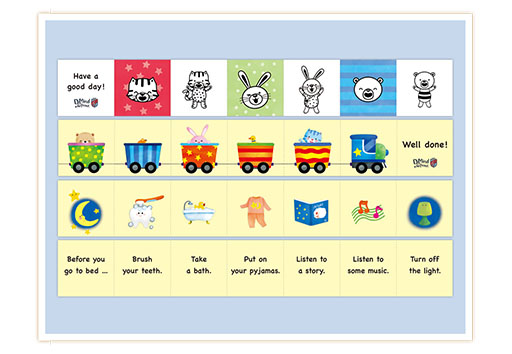 Have a
good day!
Well done!
Before you
go to bed ...
Brush
your teeth.
Take
a bath.
Put on
your pyjamas.
Listen to
a story.
Listen to
some music.
Turn off
the light.